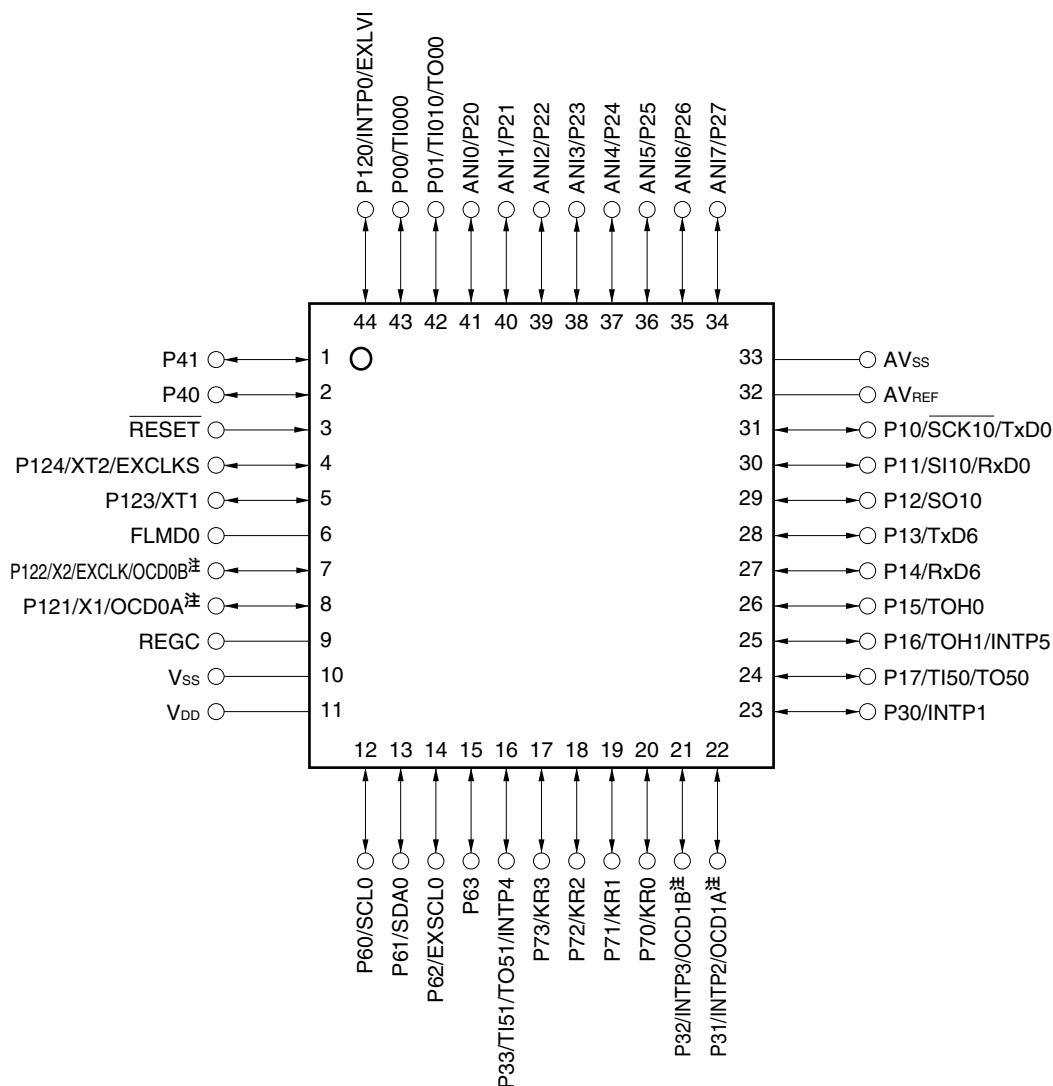 P120/INTP0/EXLVI
P00/TI000
P01/TI010/TO00
ANI0/P20
ANI1/P21
ANI2/P22
ANI3/P23
ANI4/P24
ANI5/P25
ANI6/P26
ANI7/P27
44 43 42 41 40 39 38 37 36 35 34
P41 1 33 AVSS
P40 2 32 AVREF
RESET 3 31 P10/SCK10/TxD0
P124/XT2/EXCLKS 4 30 P11/SI10/RxD0
P123/XT1 5 29 P12/SO10
FLMD0 6 28 P13/TxD6
P122/X2/EXCLK/OCD0B注 7 27 P14/RxD6
P121/X1/OCD0A注 8 26 P15/TOH0
REGC 9 25 P16/TOH1/INTP5
VSS 10 24 P17/TI50/TO50
VDD 11 23 P30/INTP1
12 13 14 15 16 17 18 19 20 21 22
P60/SCL0
P61/SDA0
P62/EXSCL0
P63
P33/TI51/TO51/INTP4
P73/KR3
P72/KR2
P71/KR1
P70/KR0
P32/INTP3/OCD1B注
P31/INTP2/OCD1A注